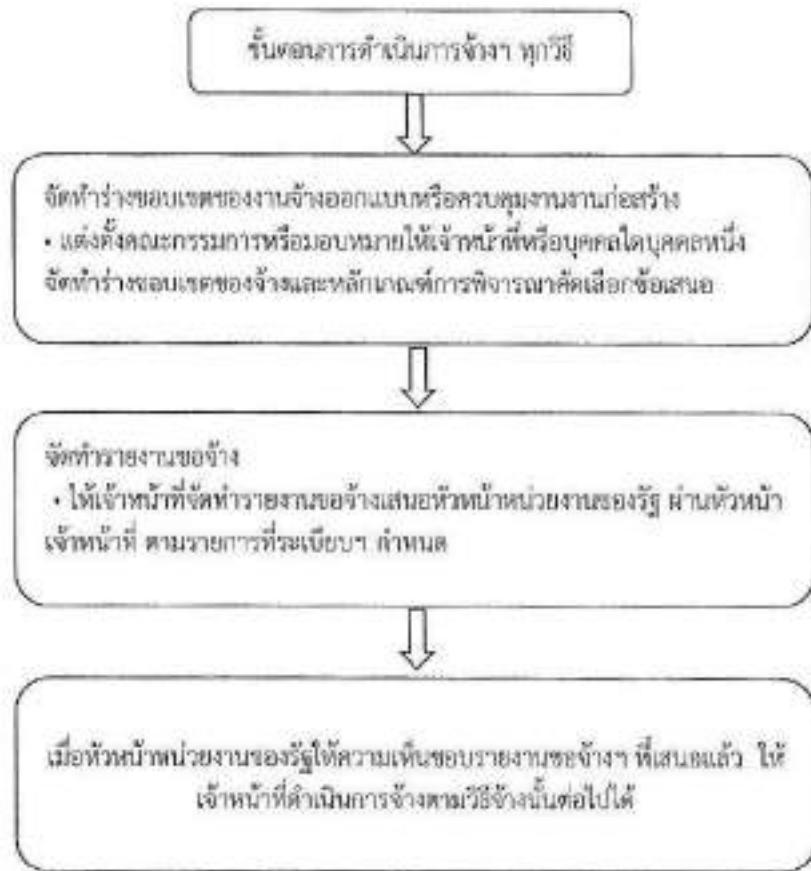 ขั้นตอนการดำเนินการจ้างฯ ทุกวิธี
จัดทำร่างขอบเขตของงานจ้างออกแบบหรือควบคุมงานงานก่อสร้าง
• แต่งตั้งคณะกรรมการหรือมอบหมายให้เจ้าหน้าที่หรือบุคคลใดบุคคลหนึ่ง
จัดทำร่างขอบเขตของจ้างและหลักเกณฑ์การพิจารณาคัดเลือกข้อเสนอ
จัดทำรายงานขอจ้าง
• ให้เจ้าหน้าที่จัดทำรายงานขอจ้างเสนอหัวหน้าหน่วยงานของรัฐ ผ่านหัวหน้า
เจ้าหน้าที่ ตามรายการที่ระเบียบฯ กำหนด
เมื่อหัวหน้าหน่วยงานของรัฐให้ความเห็นชอบรายงานขอจ้างฯ ที่เสนอแล้ว ให้
เจ้าหน้าที่ดำเนินการจ้างตามวิธีจ้างนั้นต่อไปได้